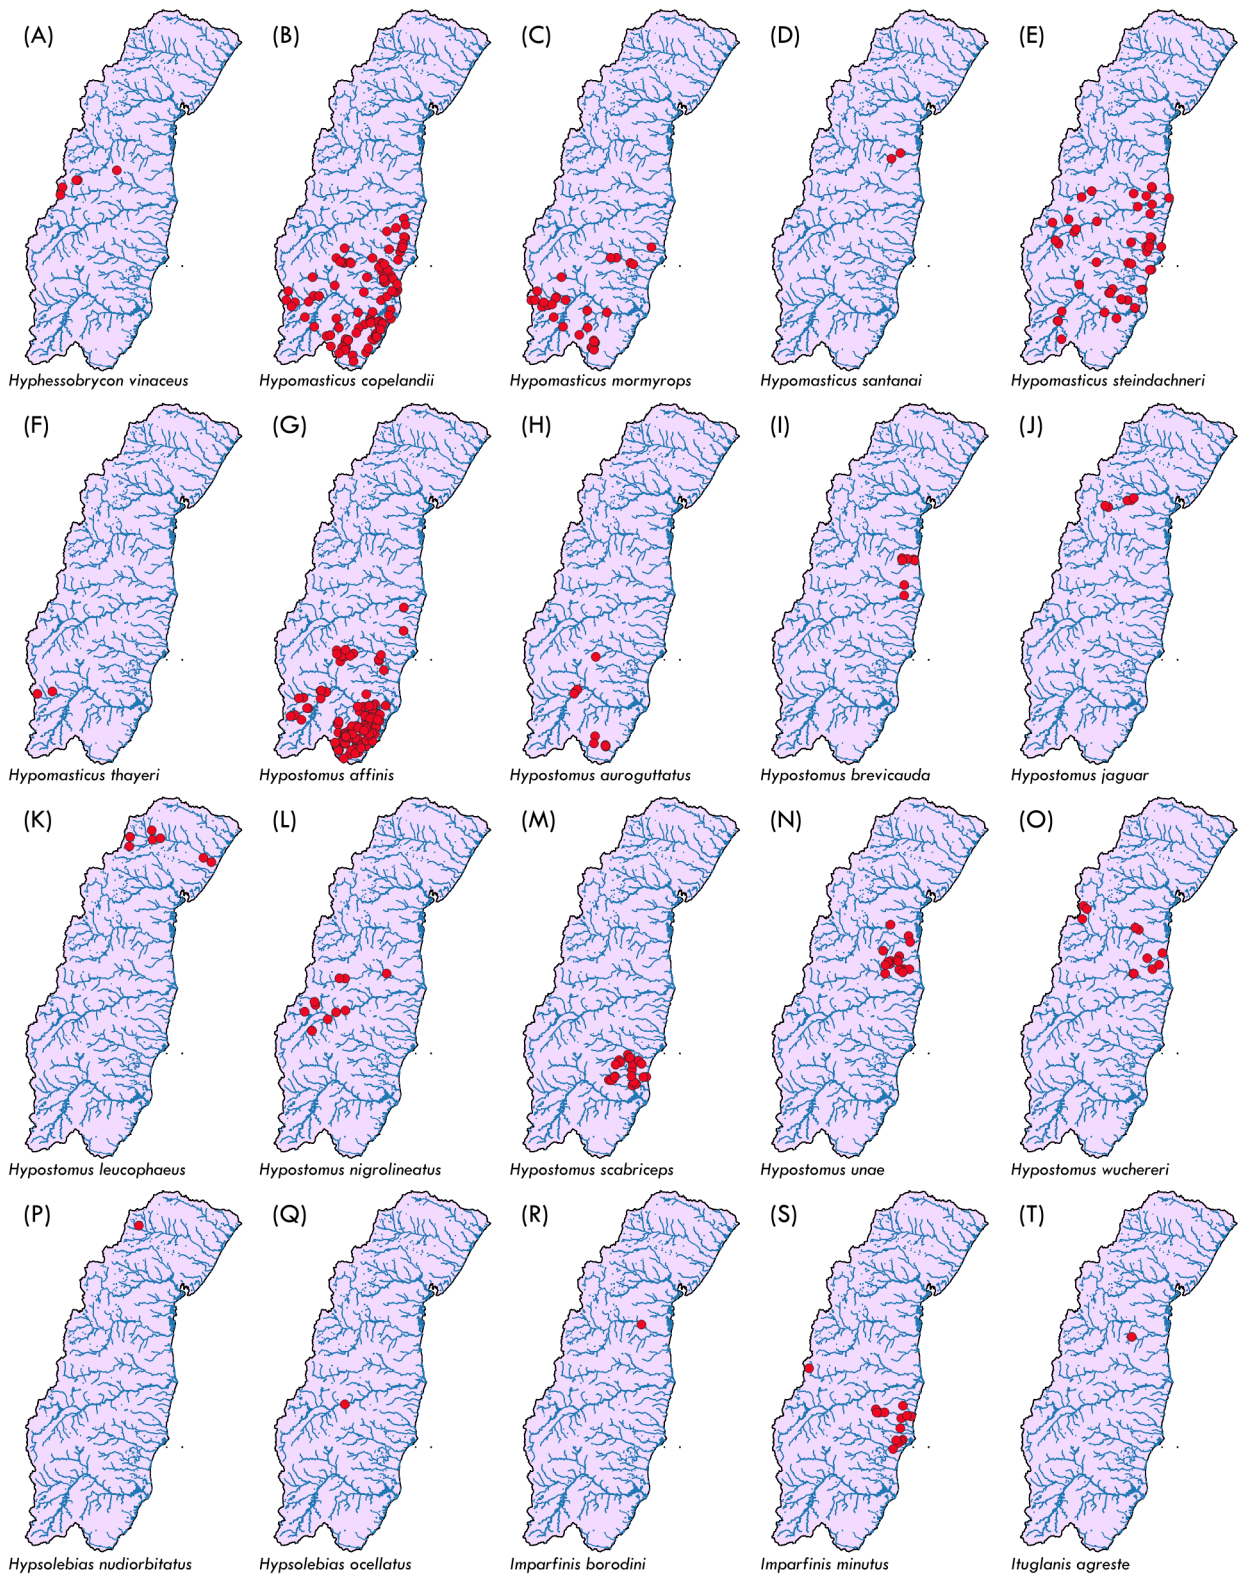 (A) (B) (C) (D) (E)
Hyphessobrycon vinaceus Hypomasticus copelandii Hypomasticus mormyrops Hypomasticus santanai Hypomasticus steindachneri
(F) (G) (H) (I) (J)
Hypomasticus thayeri Hypostomus affinis Hypostomus auroguttatus Hypostomus brevicauda Hypostomus jaguar
(K) (L) (M) (N) (O)
Hypostomus leucophaeus Hypostomus nigrolineatus Hypostomus scabriceps Hypostomus unae Hypostomus wuchereri
(P) (Q) (R) (S) (T)
Hypsolebias nudiorbitatus Hypsolebias ocellatus Imparfinis borodini Imparfinis minutus Ituglanis agreste